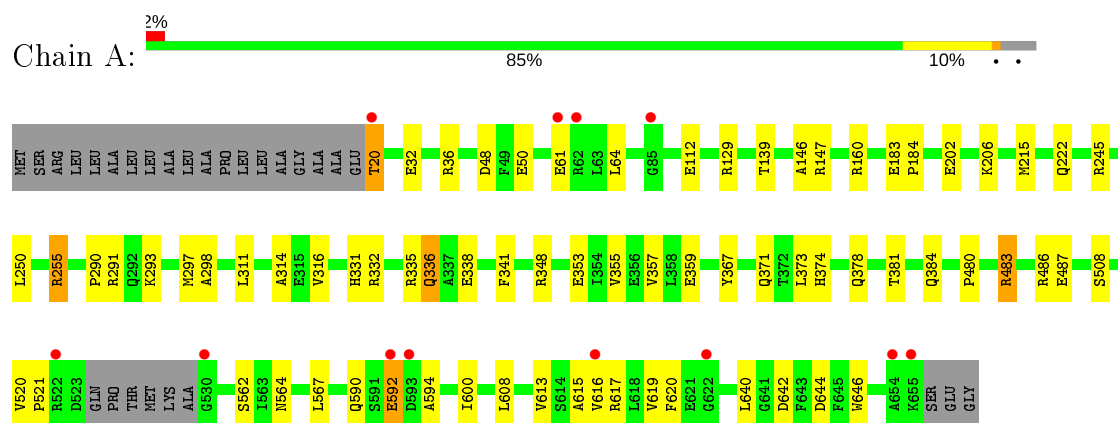 2%
Chain A:
85% 10% • •
MET SER ARG LEU LEU ALA LEU LEU ALA LEU ALA PRO LEU LEU ALA GLY ALA ALA GLU T20 E32 R36 D48 F49 E50 E61 R62 L63 L64 G85 E112 R129 T139 A146 R147 R160 E183 P184 E202 K206 M215 Q222 R245
L250 R255 P290 R291 Q292 K293 M297 A298 L311 A314 E315 V316 H331 R332 R335 Q336 A337 E338 F341 R348 E353 I354 V355 E356 V357 L358 E359 Y367 Q371 T372 L373 H374 Q378 T381 Q384 P480 R483 R486 E487 S508
V520 P521 R522 D523 GLN PRO THR MET LYS ALA G530 S562 I563 N564 L567 Q590 S591 E592 D593 A594 I600 L608 V613 S614 A615 V616 R617 L618 V619 F620 E621 G622 L640 G641 D642 F643 D644 F645 W646 A654 K655 SER GLU GLY